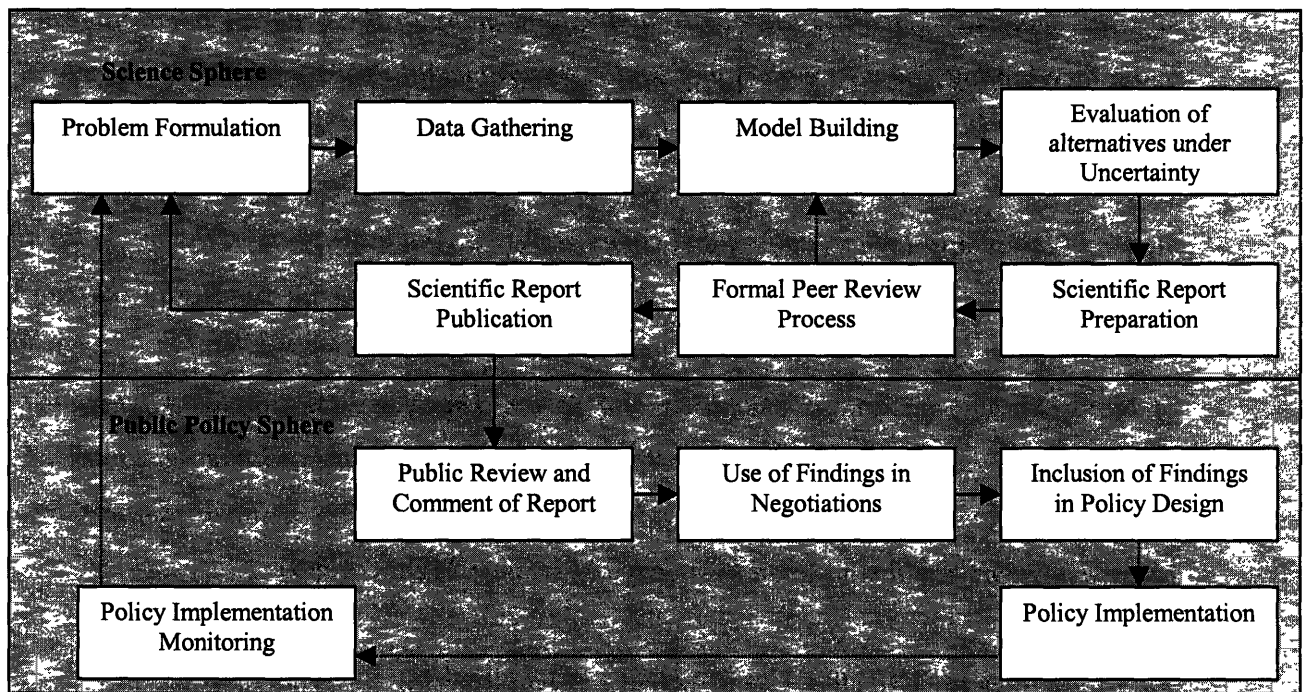 Science Sphere
Problem Formulation
Data Gathering
Model Building
Evaluation of
alternatives under
Uncertainty
Scientific Report
Publication
Formal Peer Review
Process
Scientific Report
Preparation
Public Policy Sphere
Public Review and
Comment of Report
Use of Findings in
Negotiations
Inclusion of Findings
in Policy Design
Policy Implementation
Monitoring
Policy Implementation